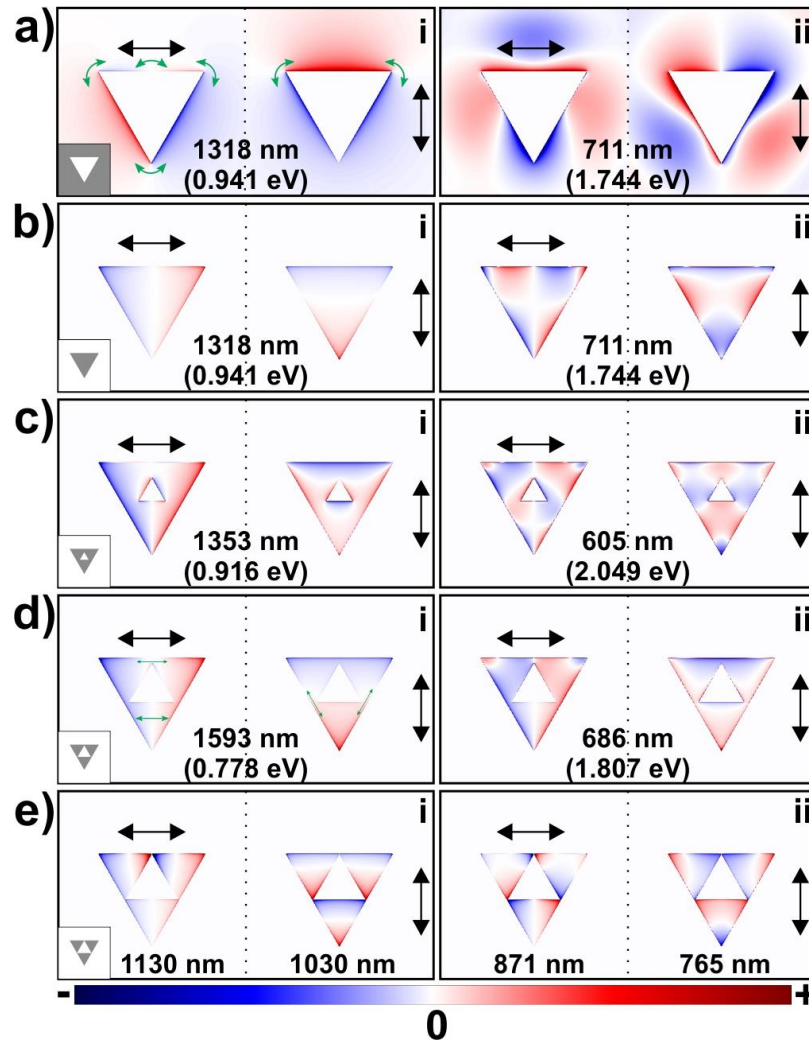 a)
i
ii
1318 nm
(0.941 eV)
711 nm
(1.744 eV)
b)
i
ii
1318 nm
(0.941 eV)
711 nm
(1.744 eV)
c)
i
ii
1353 nm
(0.916 eV)
605 nm
(2.049 eV)
d)
i
ii
1593 nm
(0.778 eV)
686 nm
(1.807 eV)
e)
i
ii
1130 nm
1030 nm
871 nm
765 nm
-
+
0